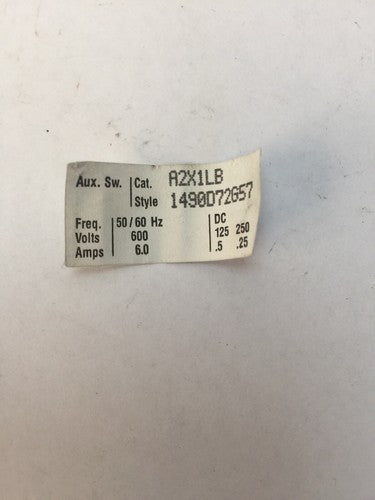 Aux. Sw. Cat. A2X1LB
Style 1490D72G57
Freq. 50/60 Hz DC
Volts 600 125 250
Amps 6.0 .5 .25